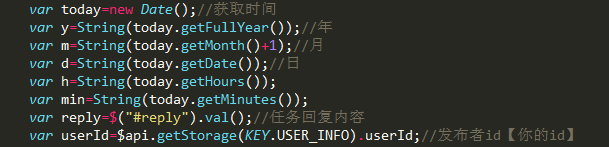 var today=new Date();//获取时间
var y=String(today.getFullYear());//年
var m=String(today.getMonth()+1);//月
var d=String(today.getDate());//日
var h=String(today.getHours());
var min=String(today.getMinutes());
var reply=$("#reply").val();//任务回复内容
var userId=$api.getStorage(KEY.USER_INFO).userId;//发布者id【你的id】